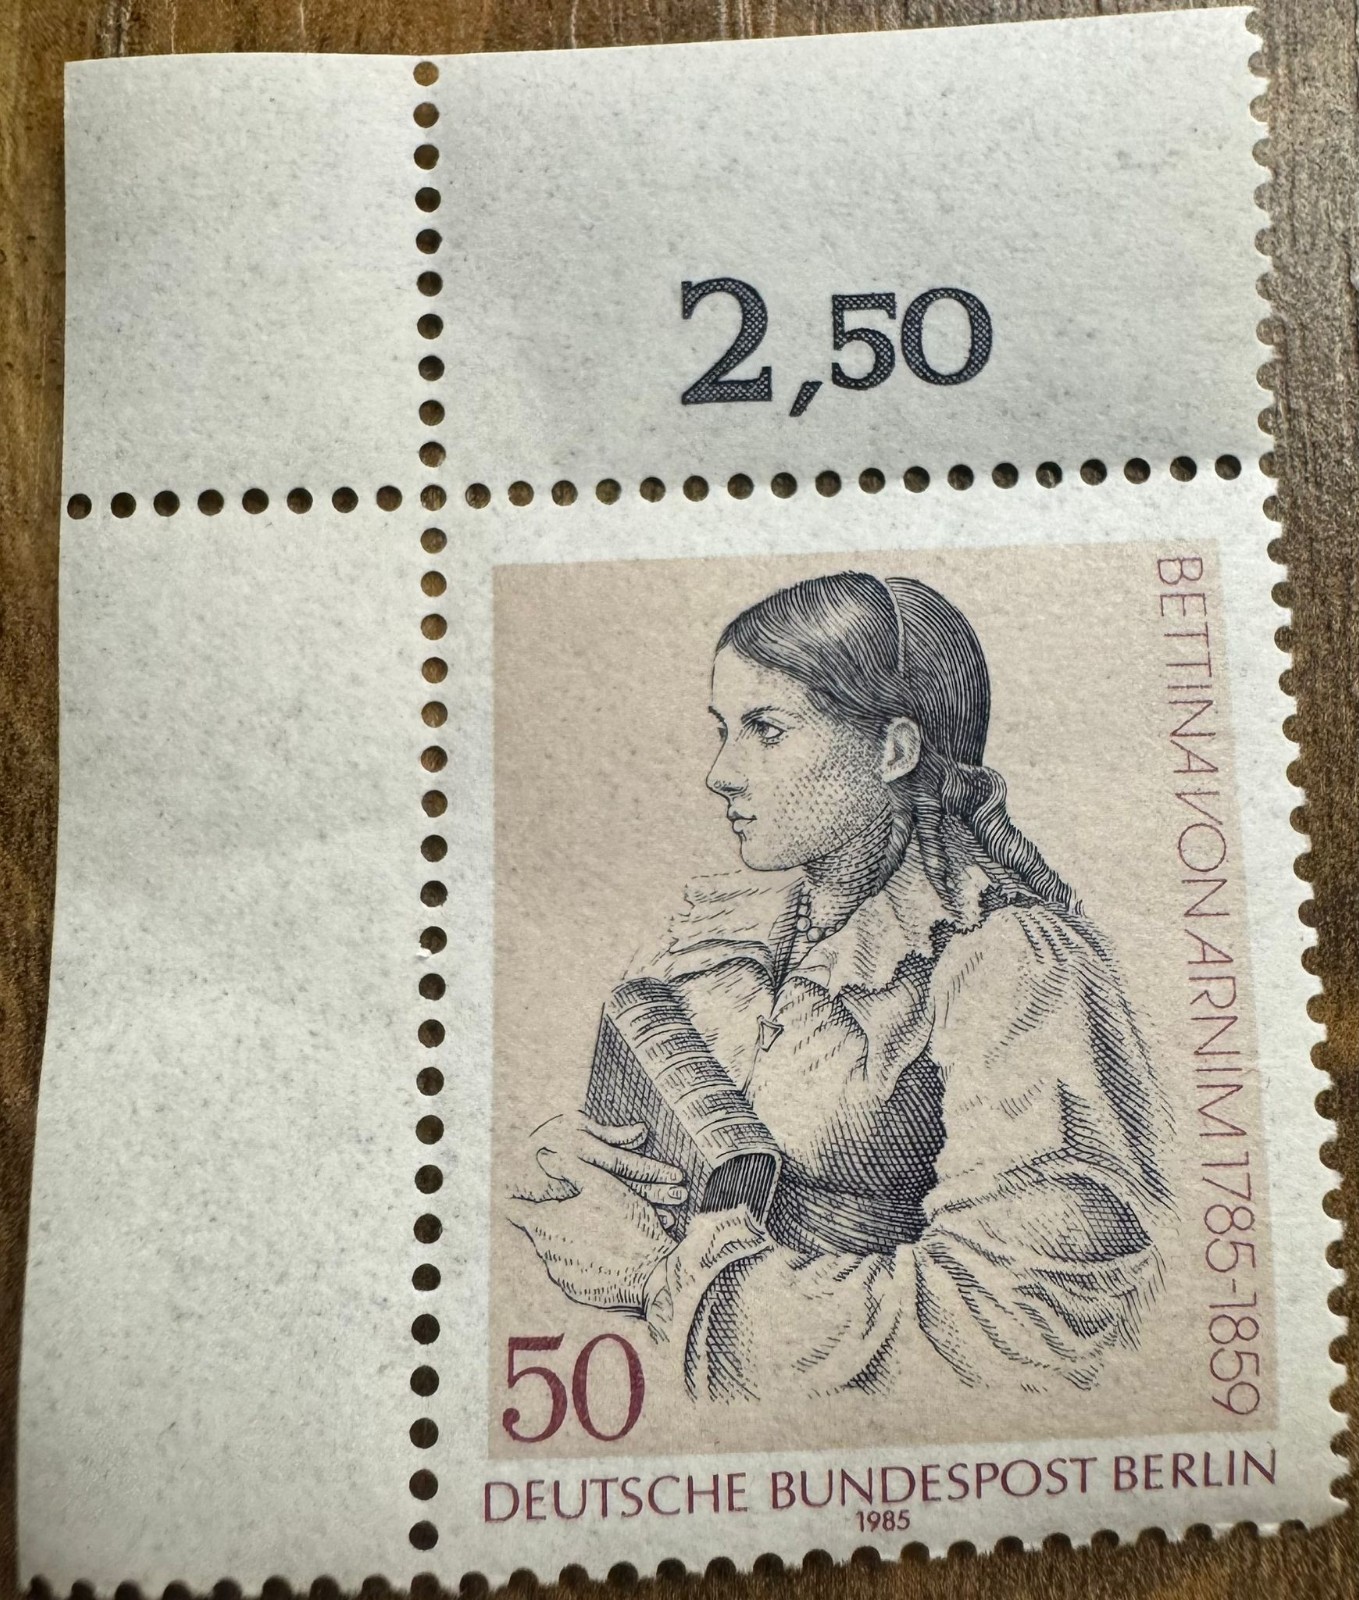 2,50
BETTINA VON ARNIM 1785-1859
50
DEUTSCHE BUNDESPOST BERLIN
1985